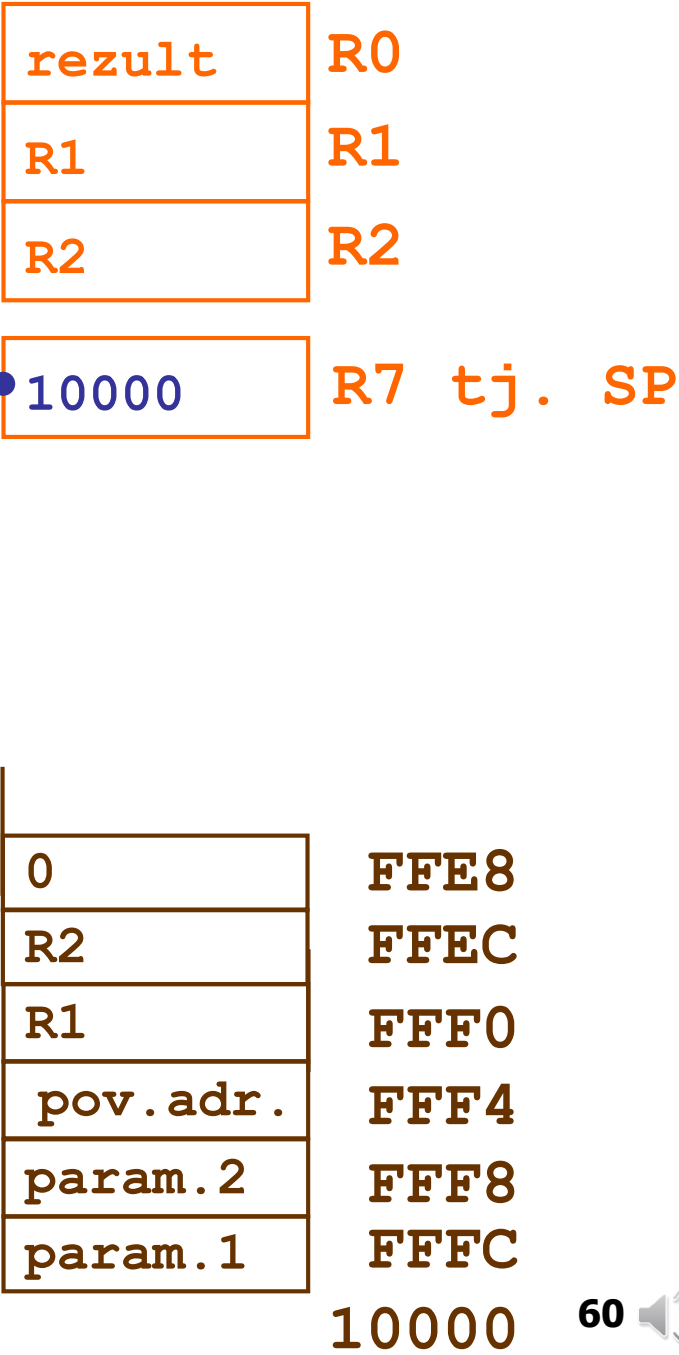 rezult R0
R1 R1
R2 R2
10000 R7 tj. SP
0 FFE8
R2 FFEC
R1 FFF0
pov.adr. FFF4
param.2 FFF8
param.1 FFFC
10000
60